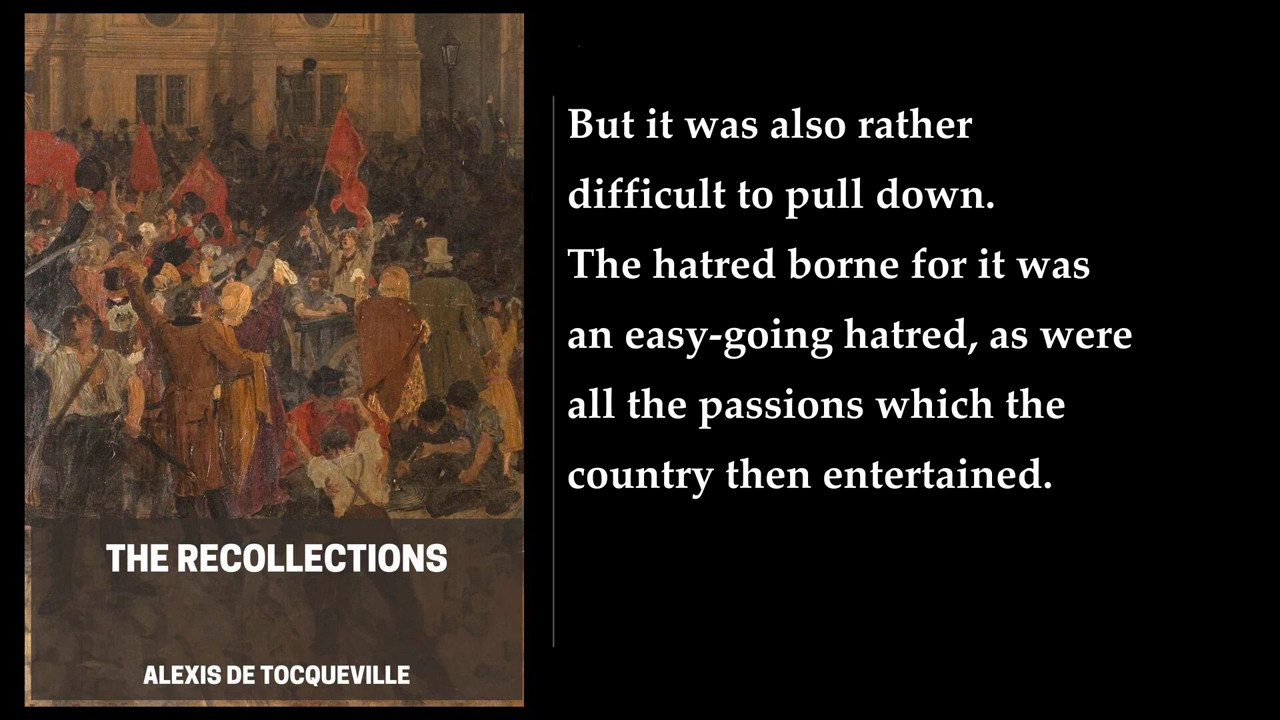 THE RECOLLECTIONS
ALEXIS DE TOCQUEVILLE
But it was also rather
difficult to pull down.
The hatred borne for it was
an easy-going hatred, as were
all the passions which the
country then entertained.